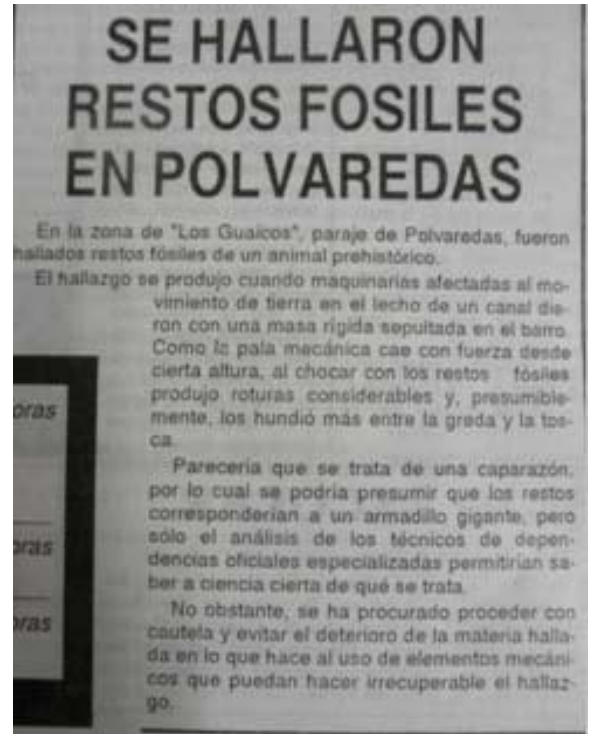 SE HALLARON
RESTOS FOSILES
EN POLVAREDAS
En la zona de "Los Guaicos", paraje de Polvaredas, fueron
hallados restos fósiles de un animal prehistórico.
El hallazgo se produjo cuando maquinarias afectadas al mo-
vimiento de tierra en el lecho de un canal die-
ron con una masa rígida sepultada en el barro.
Como la pala mecánica cae con fuerza desde
cierta altura, al chocar con los restos fósiles
produjo roturas considerables y, presumible-
mente, los hundió más entre la greda y la tos-
ca.
Parecería que se trata de una caparazón,
por lo cual se podría presumir que los restos
corresponderían a un armadillo gigante, pero
sólo el análisis de los técnicos de depen-
dencias oficiales especializadas permitirían sa-
ber a ciencia cierta de qué se trata.
No obstante, se ha procurado proceder con
cautela y evitar el deterioro de la materia halla-
da en lo que hace al uso de elementos mecáni-
cos que puedan hacer irrecuperable el hallaz-
go.
oras
oras
oras